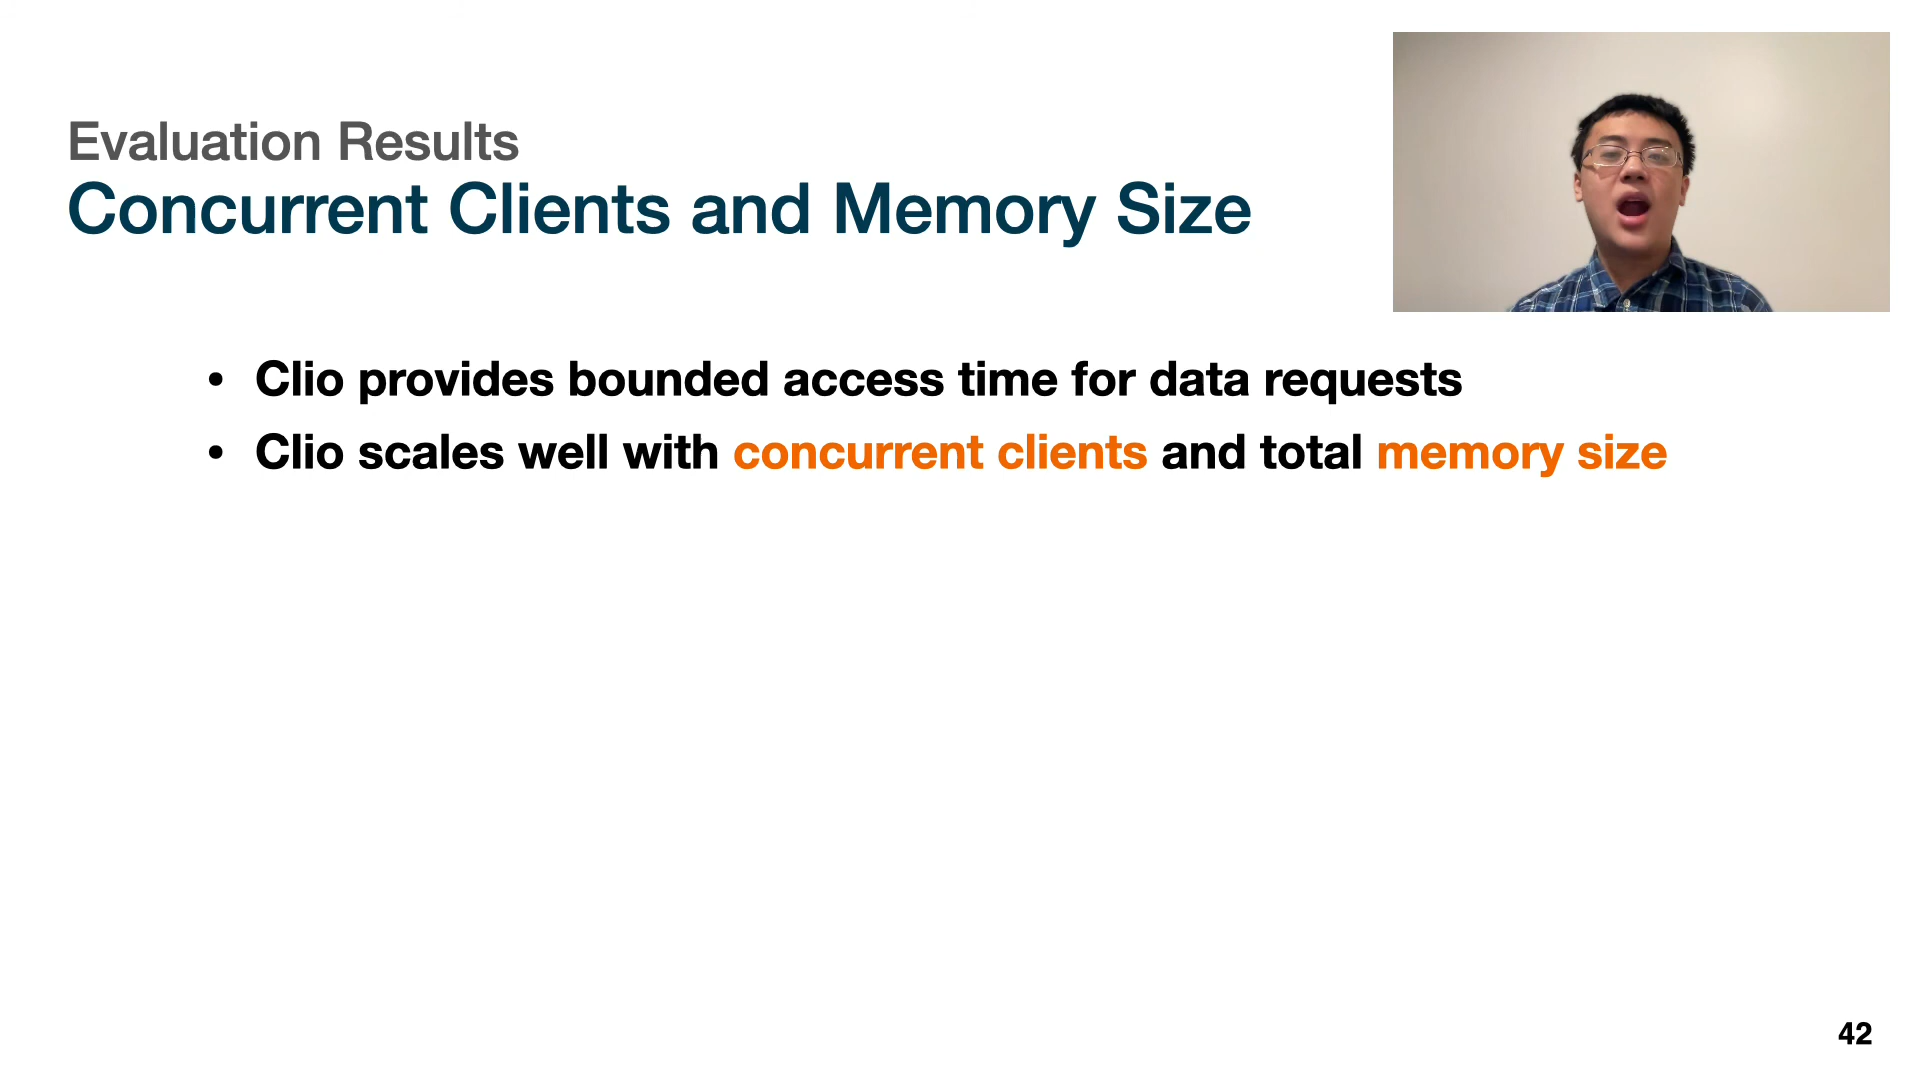 Evaluation Results
Concurrent Clients and Memory Size
• Clio provides bounded access time for data requests
• Clio scales well with concurrent clients and total memory size
42